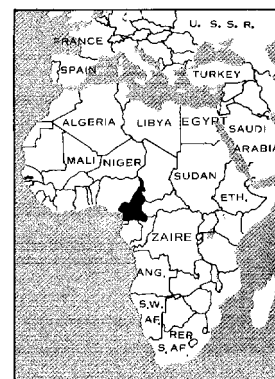 U. S. S. R.
FRANCE
SPAIN
TURKEY
ALGERIA
LIBYA
EGYPT
SAUDI
ARABIA
MALI
NIGER
SUDAN
ETH.
ZAIRE
ANG.
S.W.
AF.
REP.
S. AF.